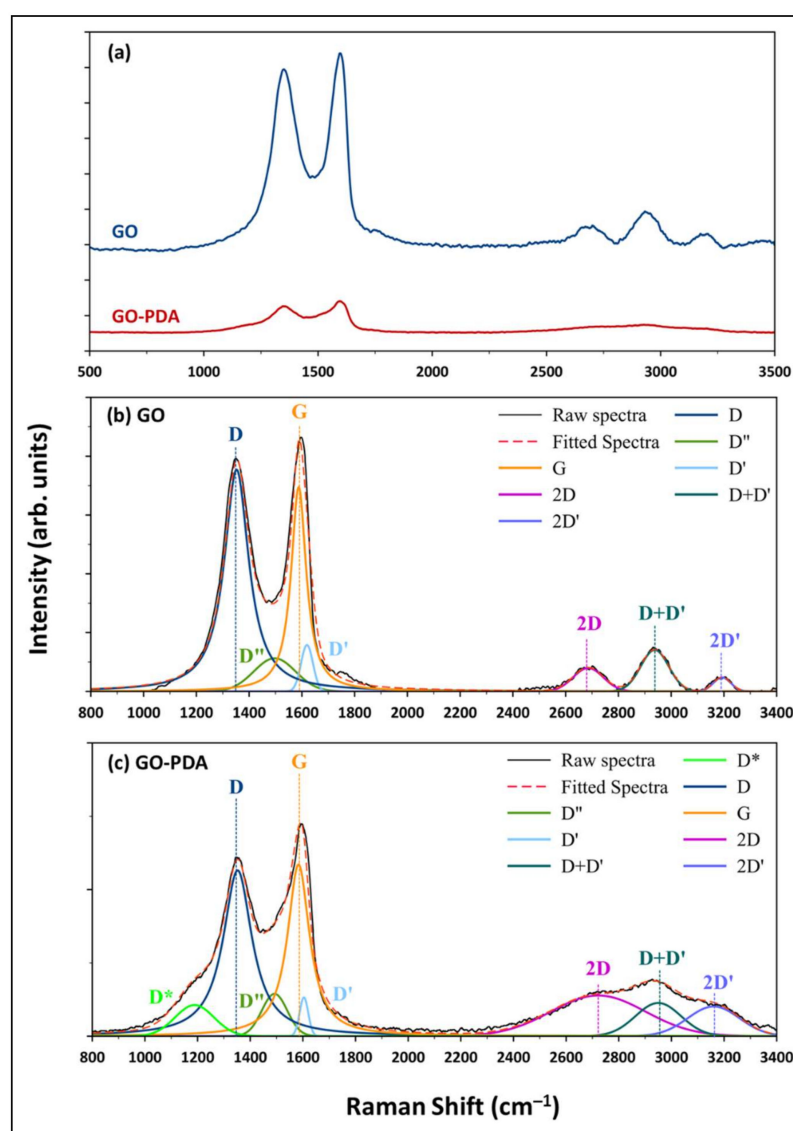 (a)
GO
GO-PDA
500 1000 1500 2000 2500 3000 3500
(b) GO
D
G
Raw spectra
Fitted Spectra
G
2D
2D'
D
D"
D'
D+D'
D"
D'
2D
D+D'
2D'
800 1000 1200 1400 1600 1800 2000 2200 2400 2600 2800 3000 3200 3400
(c) GO-PDA
D
G
Raw spectra
Fitted Spectra
D"
D'
D+D'
D*
D
G
2D
2D'
D*
D"
D'
2D
D+D'
2D'
800 1000 1200 1400 1600 1800 2000 2200 2400 2600 2800 3000 3200 3400
Intensity (arb. units)
Raman Shift (cm⁻¹)